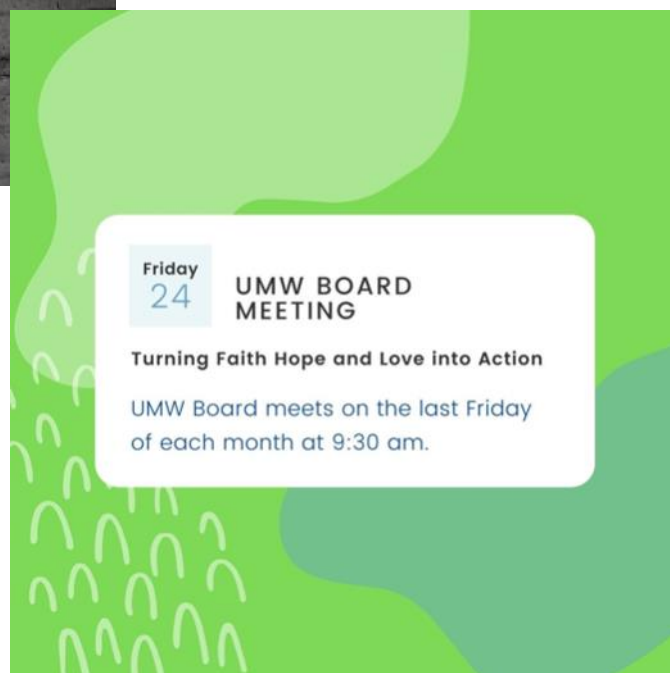 Friday
24
UMW BOARD
MEETING
Turning Faith Hope and Love into Action
UMW Board meets on the last Friday
of each month at 9:30 am.